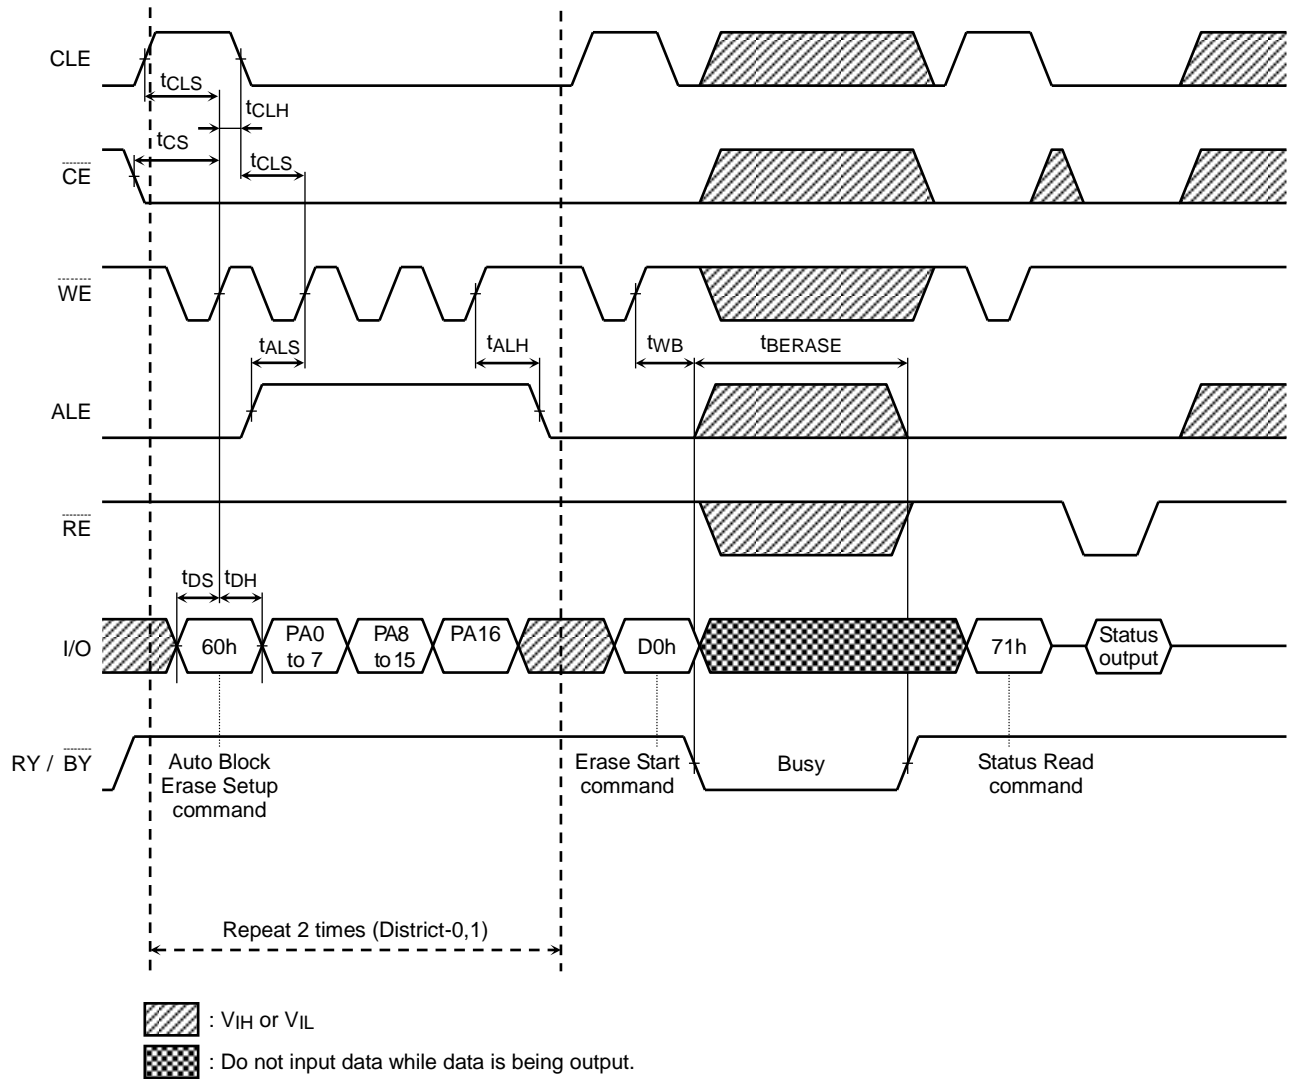 CLE
tCLS
tCLH
tCS
CE
tCLS
WE
tALS
tALH
tWB
tBERASE
ALE
RE
tDS
tDH
I/O
60h
PA0
to 7
PA8
to 15
PA16
D0h
71h
Status
output
RY / BY
Auto Block
Erase Setup
command
Erase Start
command
Busy
Status Read
command
Repeat 2 times (District-0,1)
: VIH or VIL
: Do not input data while data is being output.